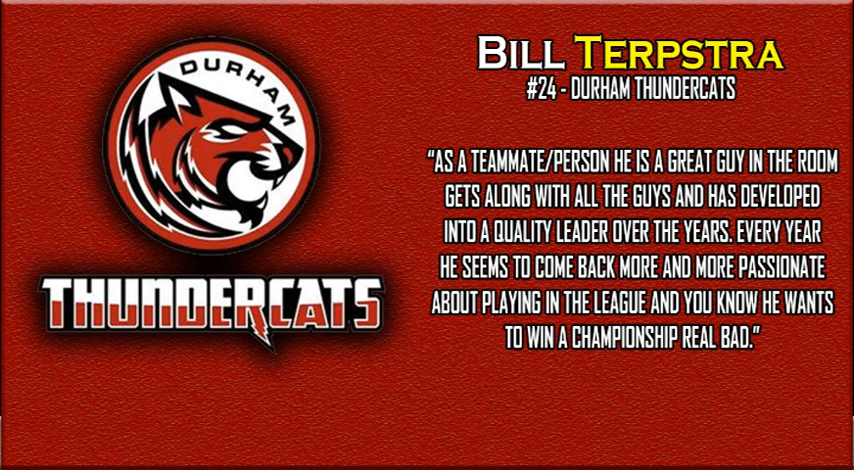 DURHAM
THUNDERCATS
BILL TERPSTRA
#24 - DURHAM THUNDERCATS
“AS A TEAMMATE/PERSON HE IS A GREAT GUY IN THE ROOM
GETS ALONG WITH ALL THE GUYS AND HAS DEVELOPED
INTO A QUALITY LEADER OVER THE YEARS. EVERY YEAR
HE SEEMS TO COME BACK MORE AND MORE PASSIONATE
ABOUT PLAYING IN THE LEAGUE AND YOU KNOW HE WANTS
TO WIN A CHAMPIONSHIP REAL BAD.”